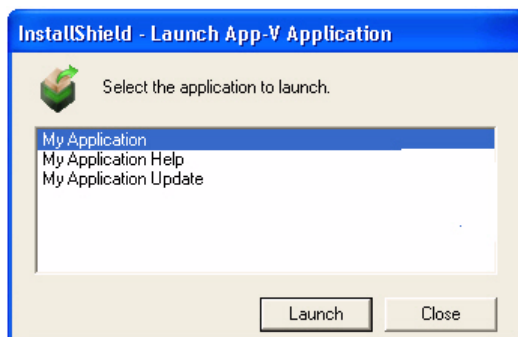 InstallShield - Launch App-V Application
Select the application to launch.
My Application
My Application Help
My Application Update
Launch
Close